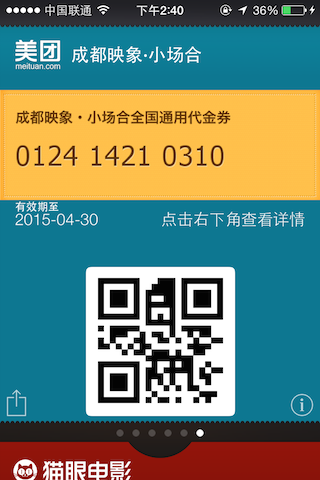 中国联通 下午2:40 36%
美团
meituan.com
成都映象·小场合
成都映象·小场合全国通用代金券
0124 1421 0310
有效期至
2015-04-30
点击右下角查看详情
猫眼电影